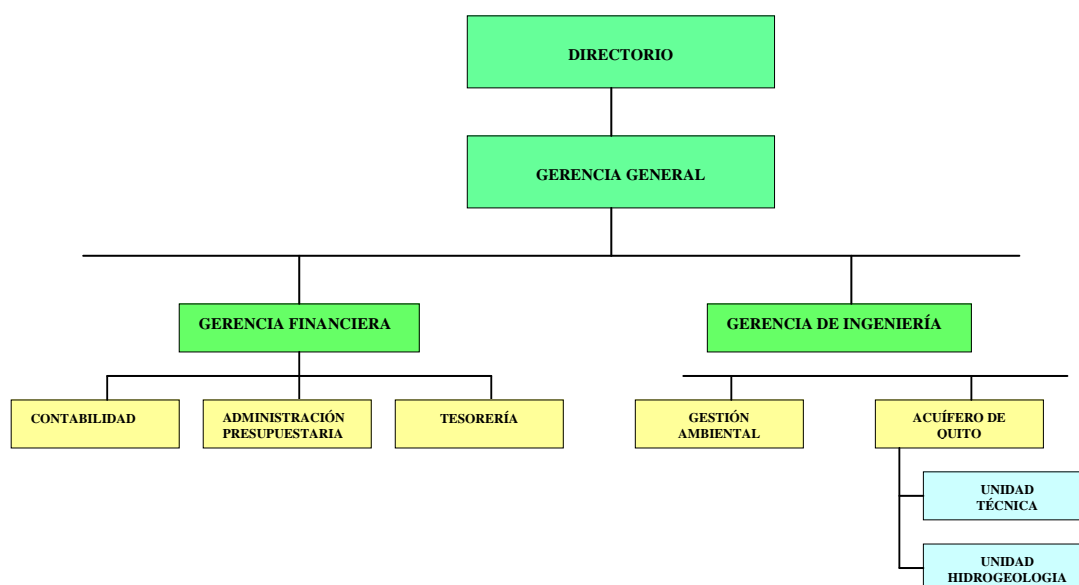 DIRECTORIO
GERENCIA GENERAL
GERENCIA FINANCIERA
GERENCIA DE INGENIERÍA
CONTABILIDAD
ADMINISTRACIÓN
PRESUPUESTARIA
TESORERÍA
GESTIÓN
AMBIENTAL
ACUÍFERO DE
QUITO
UNIDAD
TÉCNICA
UNIDAD
HIDROGEOLOGIA